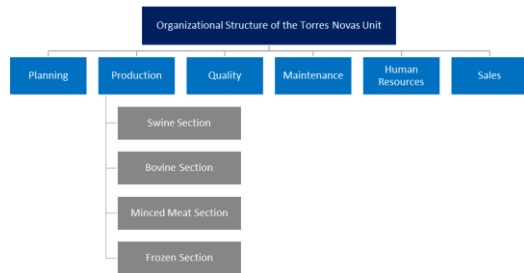 Organizational Structure of the Torres Novas Unit
Planning
Production
Quality
Maintenance
Human
Resources
Sales
Swine Section
Bovine Section
Minced Meat Section
Frozen Section